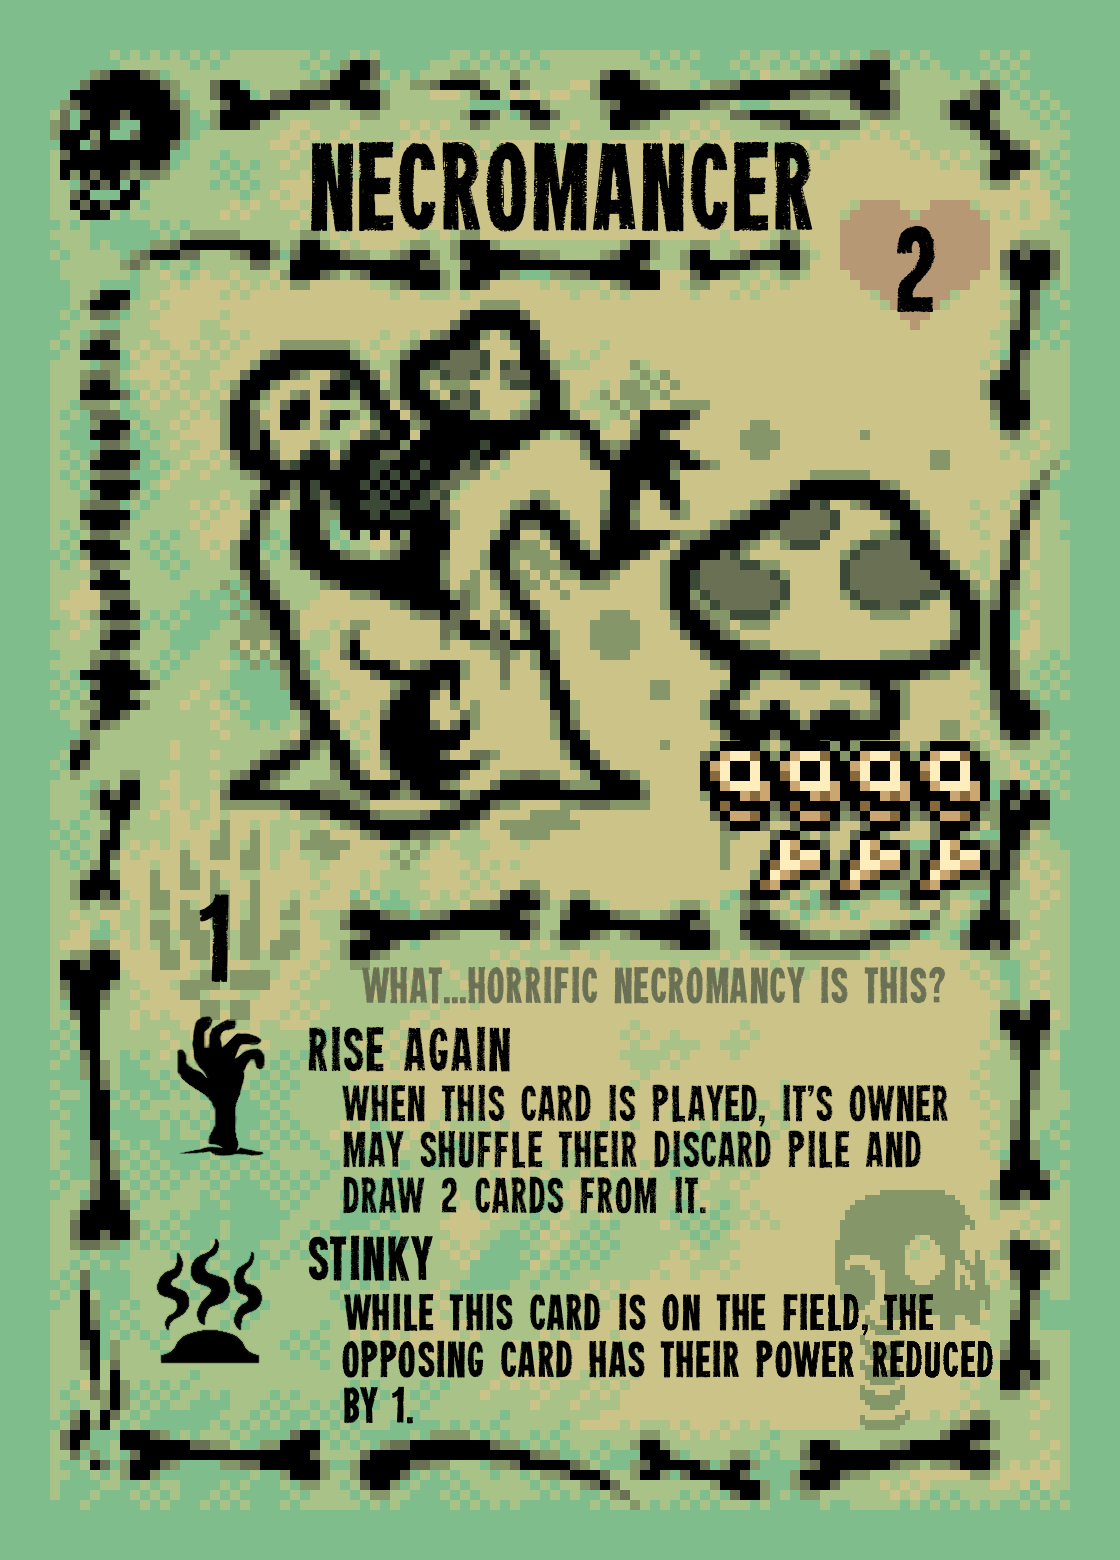 NECROMANCER
2
1
WHAT...HORRIFIC NECROMANCY IS THIS?
RISE AGAIN
WHEN THIS CARD IS PLAYED, IT'S OWNER
MAY SHUFFLE THEIR DISCARD PILE AND
DRAW 2 CARDS FROM IT.
STINKY
WHILE THIS CARD IS ON THE FIELD, THE
OPPOSING CARD HAS THEIR POWER REDUCED
BY 1.